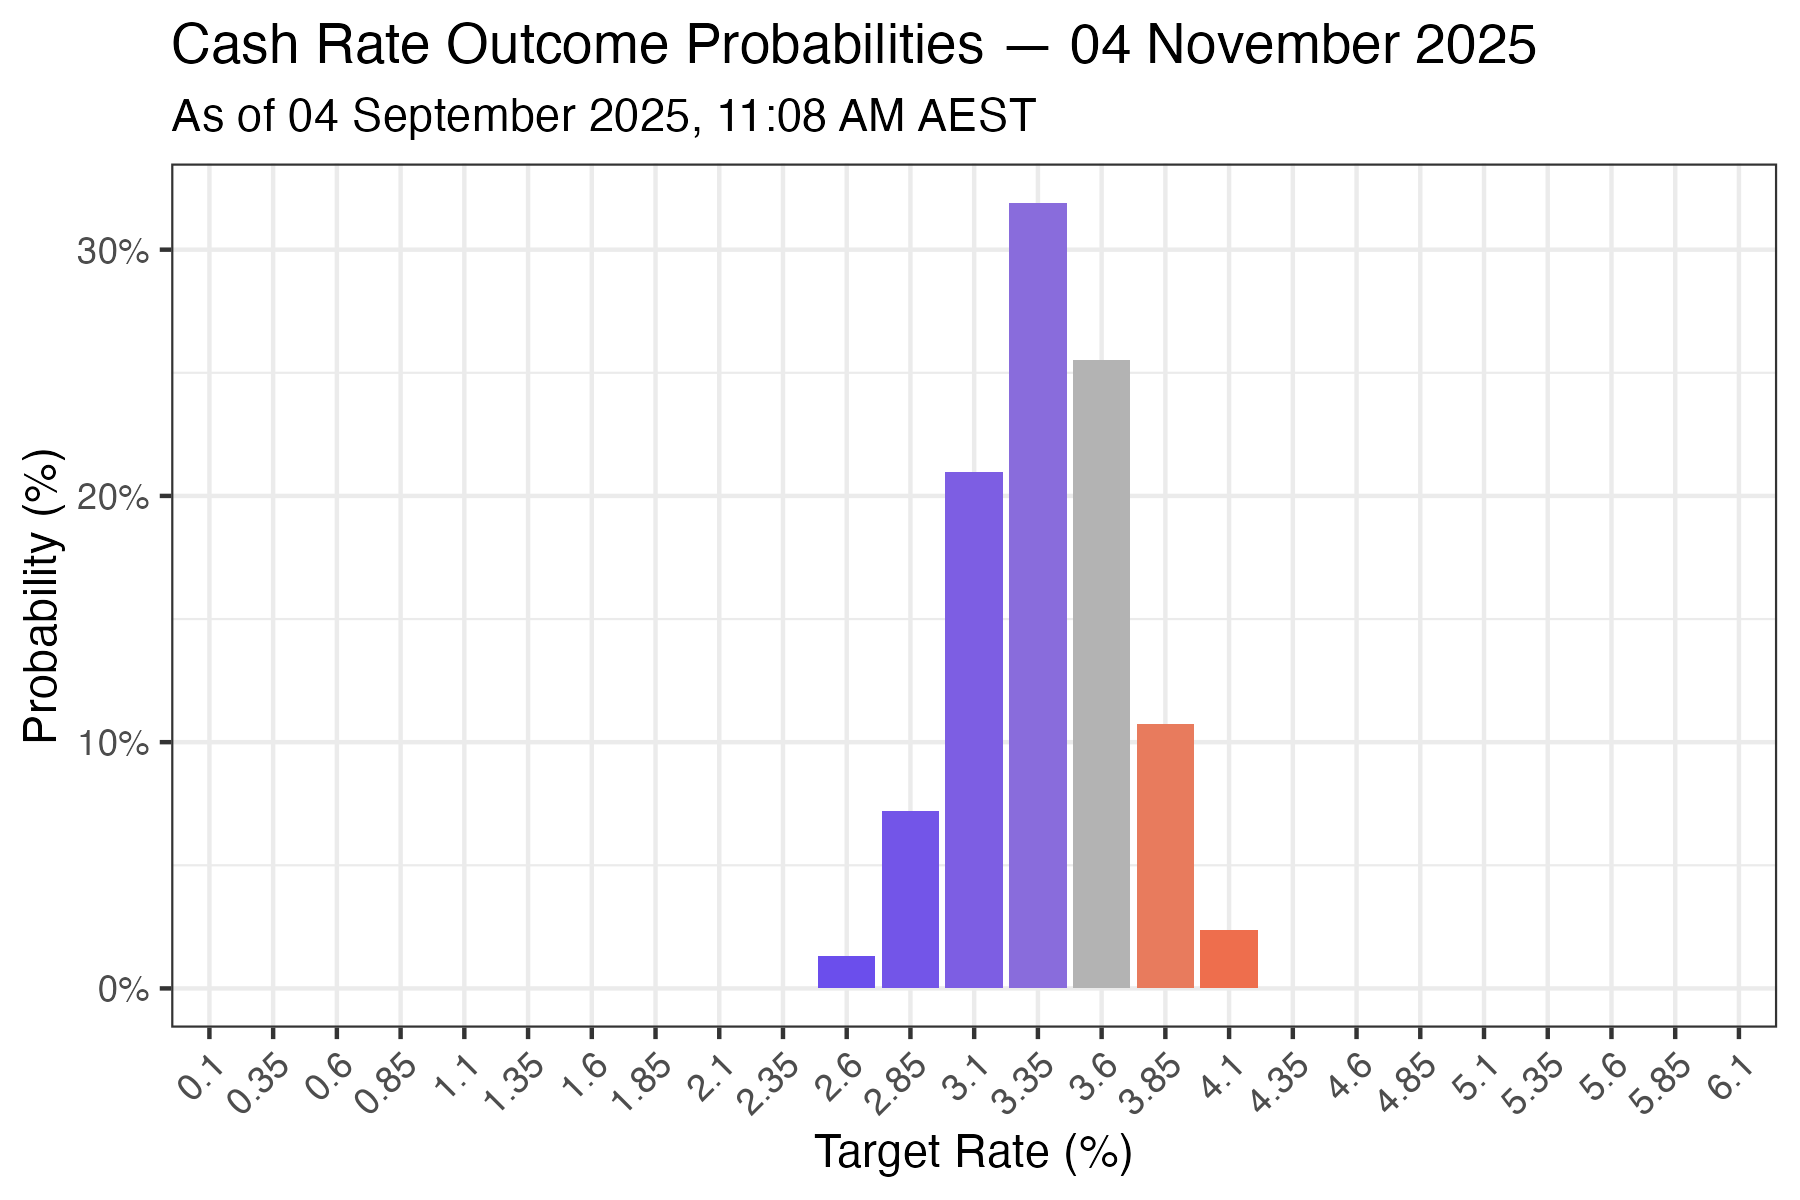 Cash Rate Outcome Probabilities — 04 November 2025
As of 04 September 2025, 11:08 AM AEST
Probability (%)
30%
20%
10%
0%
0.1 0.35 0.6 0.85 1.1 1.35 1.6 1.85 2.1 2.35 2.6 2.85 3.1 3.35 3.6 3.85 4.1 4.35 4.6 4.85 5.1 5.35 5.6 5.85 6.1
Target Rate (%)